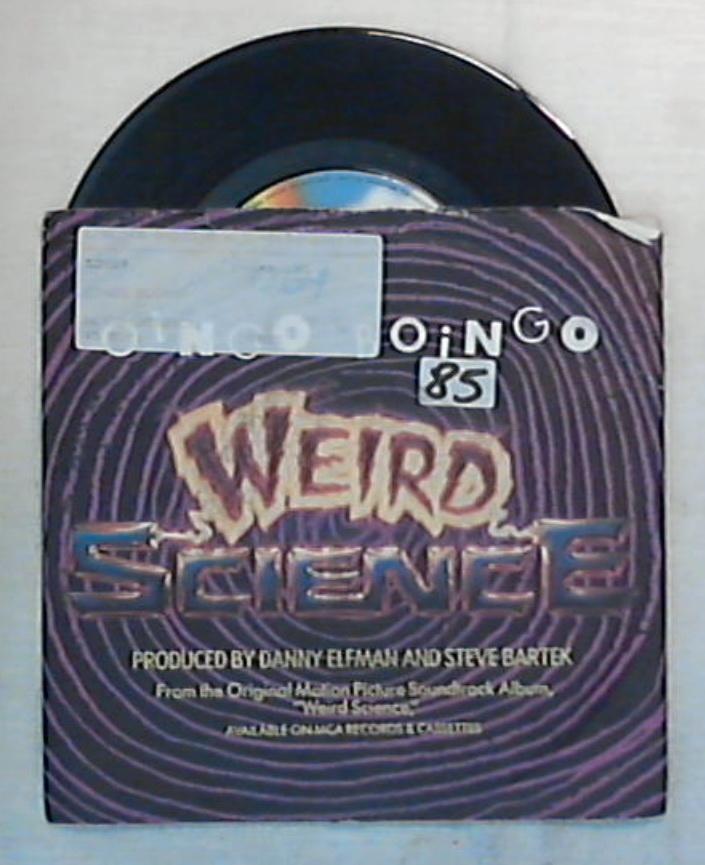 OiNGO BOiNGO
85
WEIRD
SCIENCE
PRODUCED BY DANNY ELFMAN AND STEVE BARTEK
From the Original Motion Picture Soundtrack Album,
"Weird Science,"
AVAILABLE ON MCA RECORDS & CASSETTES